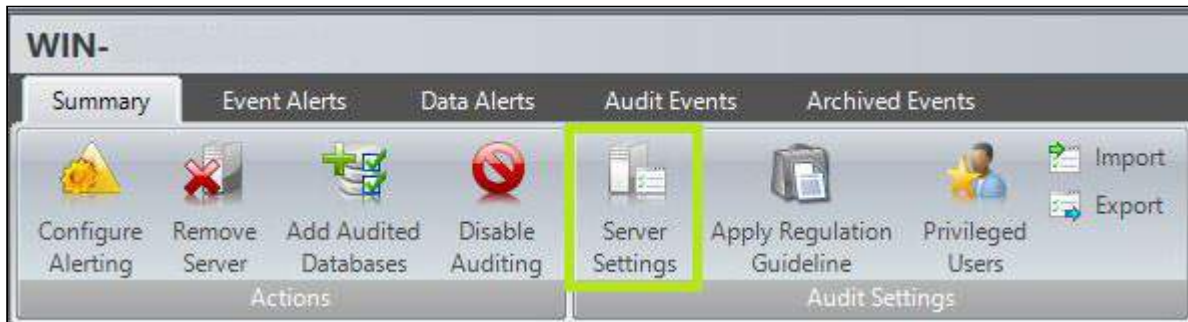 WIN-
Summary Event Alerts Data Alerts Audit Events Archived Events
Configure Alerting
Remove Server
Add Audited Databases
Disable Auditing
Server Settings
Apply Regulation Guideline
Privileged Users
Import
Export
Actions
Audit Settings